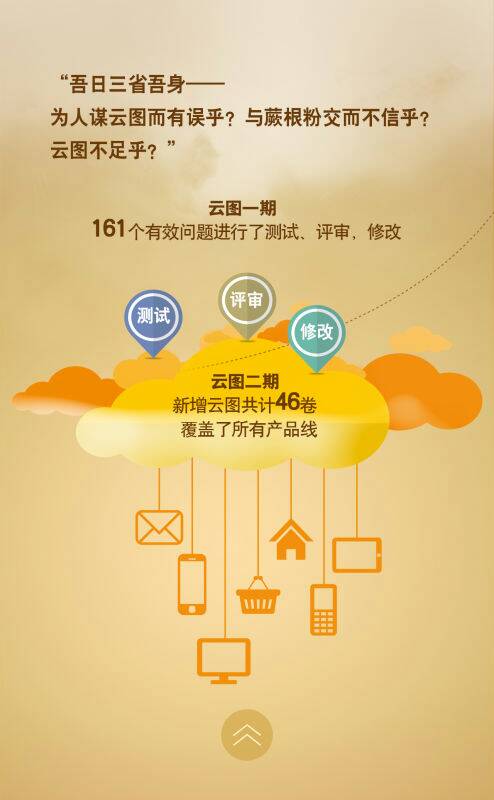 “吾日三省吾身——
为人谋云图而有误乎？与蕨根粉交而不信乎？
云图不足乎？”
云图一期
161个有效问题进行了测试、评审，修改
测试
评审
修改
云图二期
新增云图共计46卷
覆盖了所有产品线